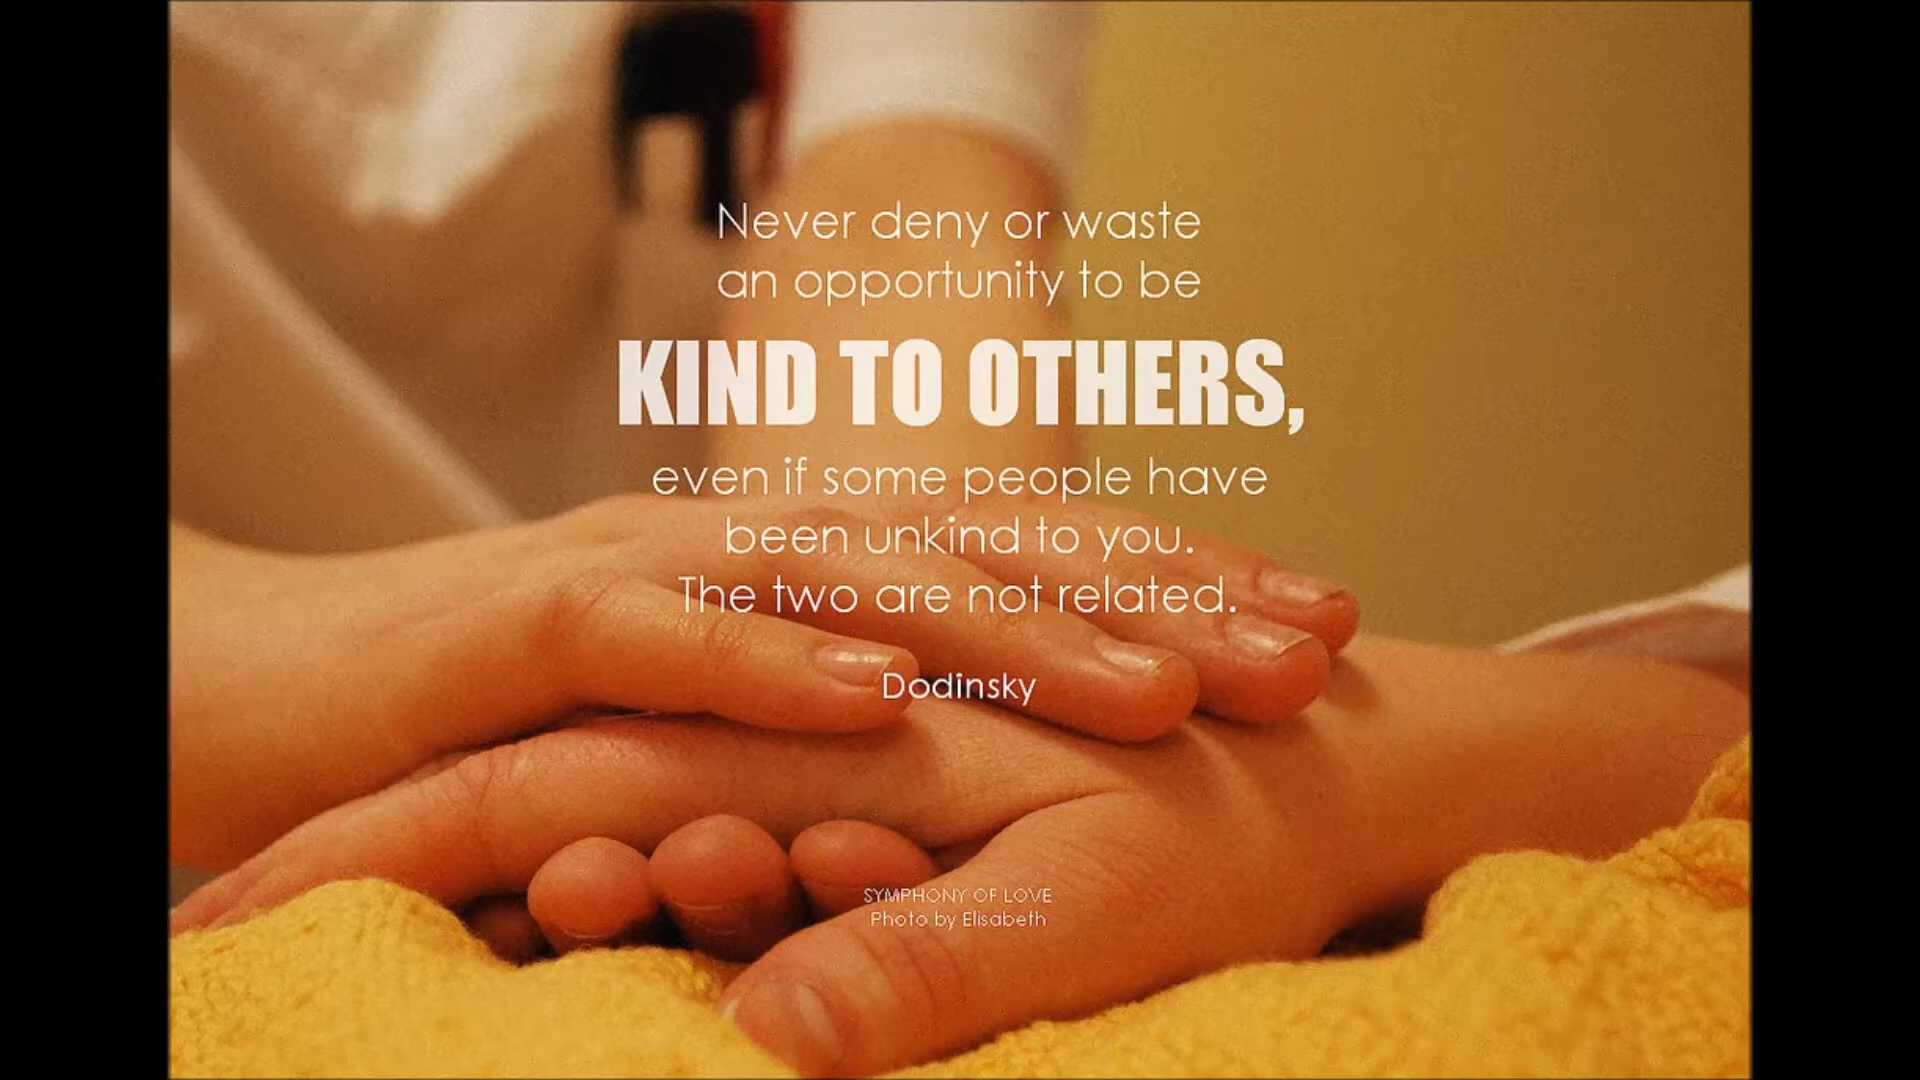 Never deny or waste
an opportunity to be
KIND TO OTHERS,
even if some people have
been unkind to you.
The two are not related.
Dodinsky
SYMPHONY OF LOVE
Photo by Elisabeth